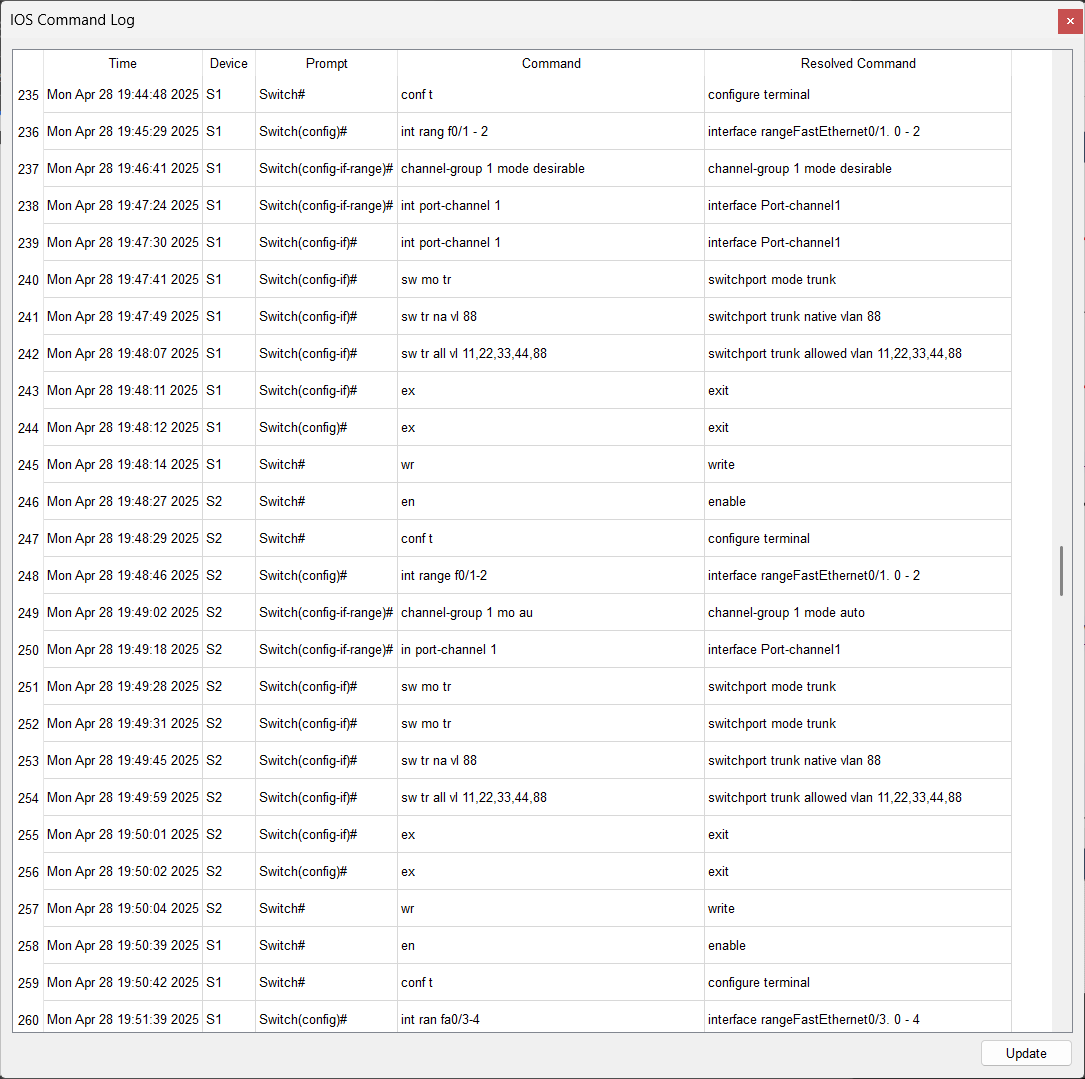 IOS Command Log
Time Device Prompt Command Resolved Command
235 Mon Apr 28 19:44:48 2025 S1 Switch# conf t configure terminal
236 Mon Apr 28 19:45:29 2025 S1 Switch(config)# int rang f0/1 - 2 interface rangeFastEthernet0/1. 0 - 2
237 Mon Apr 28 19:46:41 2025 S1 Switch(config-if-range)# channel-group 1 mode desirable channel-group 1 mode desirable
238 Mon Apr 28 19:47:24 2025 S1 Switch(config-if-range)# int port-channel 1 interface Port-channel1
239 Mon Apr 28 19:47:30 2025 S1 Switch(config-if)# int port-channel 1 interface Port-channel1
240 Mon Apr 28 19:47:41 2025 S1 Switch(config-if)# sw mo tr switchport mode trunk
241 Mon Apr 28 19:47:49 2025 S1 Switch(config-if)# sw tr na vl 88 switchport trunk native vlan 88
242 Mon Apr 28 19:48:07 2025 S1 Switch(config-if)# sw tr all vl 11,22,33,44,88 switchport trunk allowed vlan 11,22,33,44,88
243 Mon Apr 28 19:48:11 2025 S1 Switch(config-if)# ex exit
244 Mon Apr 28 19:48:12 2025 S1 Switch(config)# ex exit
245 Mon Apr 28 19:48:14 2025 S1 Switch# wr write
246 Mon Apr 28 19:48:27 2025 S2 Switch# en enable
247 Mon Apr 28 19:48:29 2025 S2 Switch# conf t configure terminal
248 Mon Apr 28 19:48:46 2025 S2 Switch(config)# int range f0/1-2 interface rangeFastEthernet0/1. 0 - 2
249 Mon Apr 28 19:49:02 2025 S2 Switch(config-if-range)# channel-group 1 mo au channel-group 1 mode auto
250 Mon Apr 28 19:49:18 2025 S2 Switch(config-if-range)# in port-channel 1 interface Port-channel1
251 Mon Apr 28 19:49:28 2025 S2 Switch(config-if)# sw mo tr switchport mode trunk
252 Mon Apr 28 19:49:31 2025 S2 Switch(config-if)# sw mo tr switchport mode trunk
253 Mon Apr 28 19:49:45 2025 S2 Switch(config-if)# sw tr na vl 88 switchport trunk native vlan 88
254 Mon Apr 28 19:49:59 2025 S2 Switch(config-if)# sw tr all vl 11,22,33,44,88 switchport trunk allowed vlan 11,22,33,44,88
255 Mon Apr 28 19:50:01 2025 S2 Switch(config-if)# ex exit
256 Mon Apr 28 19:50:02 2025 S2 Switch(config)# ex exit
257 Mon Apr 28 19:50:04 2025 S2 Switch# wr write
258 Mon Apr 28 19:50:39 2025 S1 Switch# en enable
259 Mon Apr 28 19:50:42 2025 S1 Switch# conf t configure terminal
260 Mon Apr 28 19:51:39 2025 S1 Switch(config)# int ran fa0/3-4 interface rangeFastEthernet0/3. 0 - 4
Update